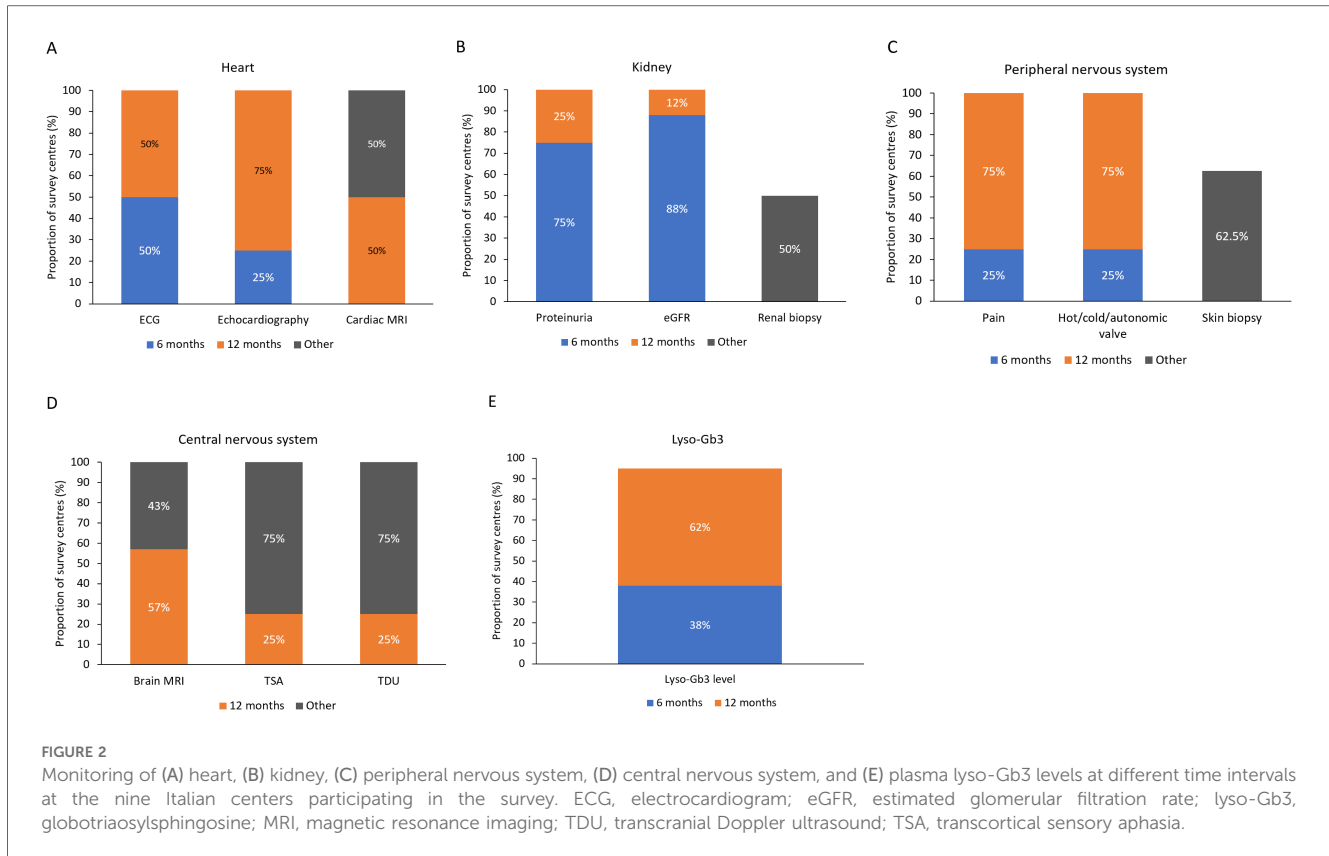 A
Heart
Proportion of survey centres (%)
100
90
80
70
60
50
40
30
20
10
0
50%
50%
75%
25%
50%
50%
ECG Echocardiography Cardiac MRI
6 months 12 months Other
B
Kidney
Proportion of survey centres (%)
100
90
80
70
60
50
40
30
20
10
0
25%
75%
12%
88%
50%
Proteinuria eGFR Renal biopsy
6 months 12 months Other
C
Peripheral nervous system
Proportion of survey centres (%)
100
90
80
70
60
50
40
30
20
10
0
75%
25%
75%
25%
62.5%
Pain Hot/cold/autonomic Skin biopsy
valve
6 months 12 months Other
D
Central nervous system
Proportion of survey centres (%)
100
90
80
70
60
50
40
30
20
10
0
43%
57%
75%
25%
75%
25%
Brain MRI TSA TDU
12 months Other
E
Lyso-Gb3
Proportion of survey centres (%)
100
90
80
70
60
50
40
30
20
10
0
62%
38%
Lyso-Gb3 level
6 months 12 months
FIGURE 2
Monitoring of (A) heart, (B) kidney, (C) peripheral nervous system, (D) central nervous system, and (E) plasma lyso-Gb3 levels at different time intervals
at the nine Italian centers participating in the survey. ECG, electrocardiogram; eGFR, estimated glomerular filtration rate; lyso-Gb3,
globotriaosylsphingosine; MRI, magnetic resonance imaging; TDU, transcranial Doppler ultrasound; TSA, transcortical sensory aphasia.